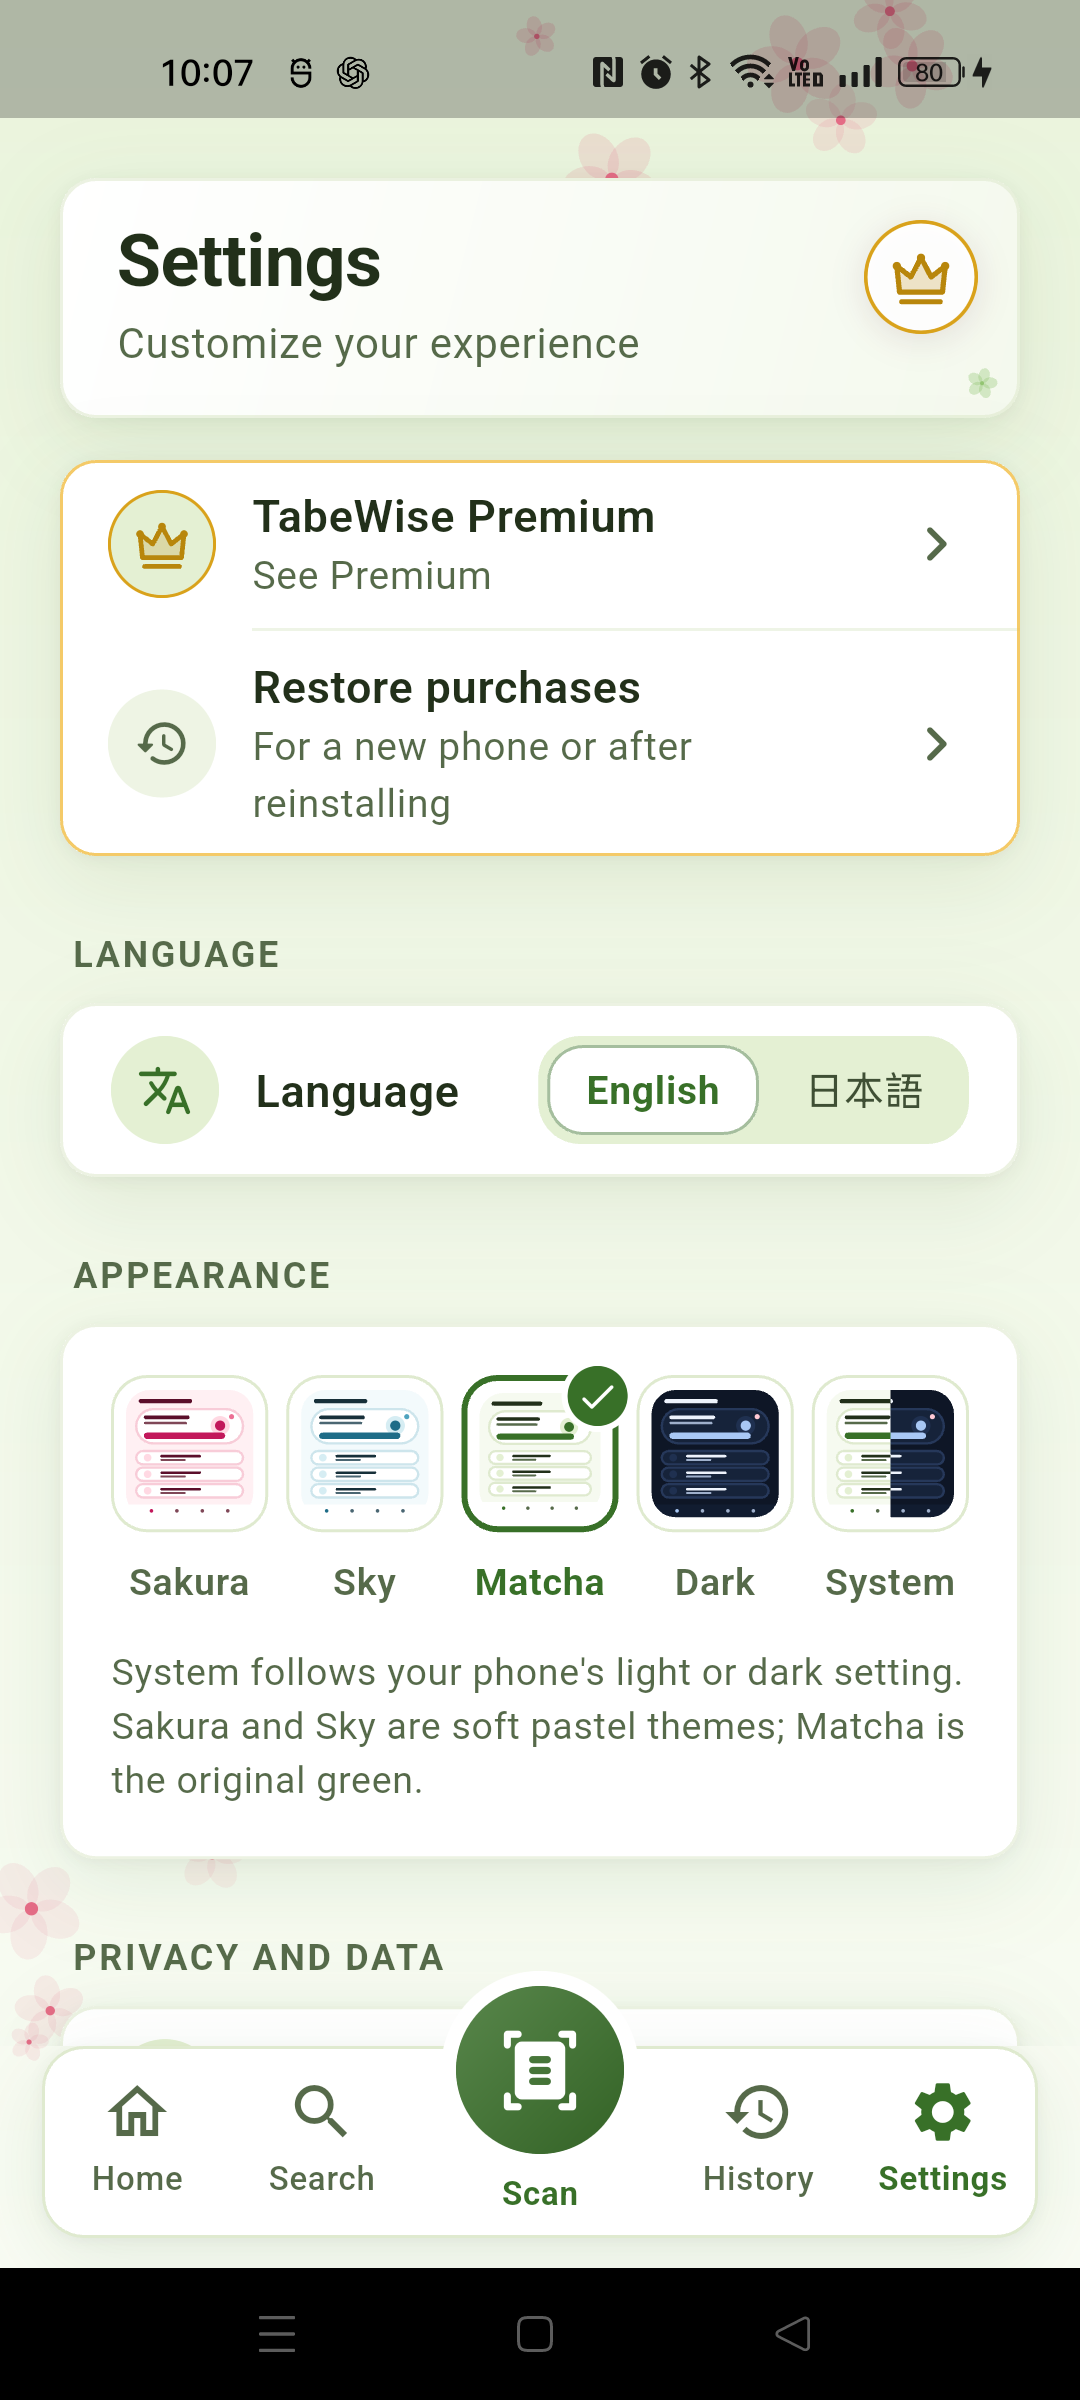 10:07
Vo
LTE
80
Settings
Customize your experience
TabeWise Premium
See Premium
Restore purchases
For a new phone or after
reinstalling
LANGUAGE
Language
English
日本語
APPEARANCE
Sakura
Sky
Matcha
Dark
System
System follows your phone's light or dark setting.
Sakura and Sky are soft pastel themes; Matcha is
the original green.
PRIVACY AND DATA
Home
Search
Scan
History
Settings